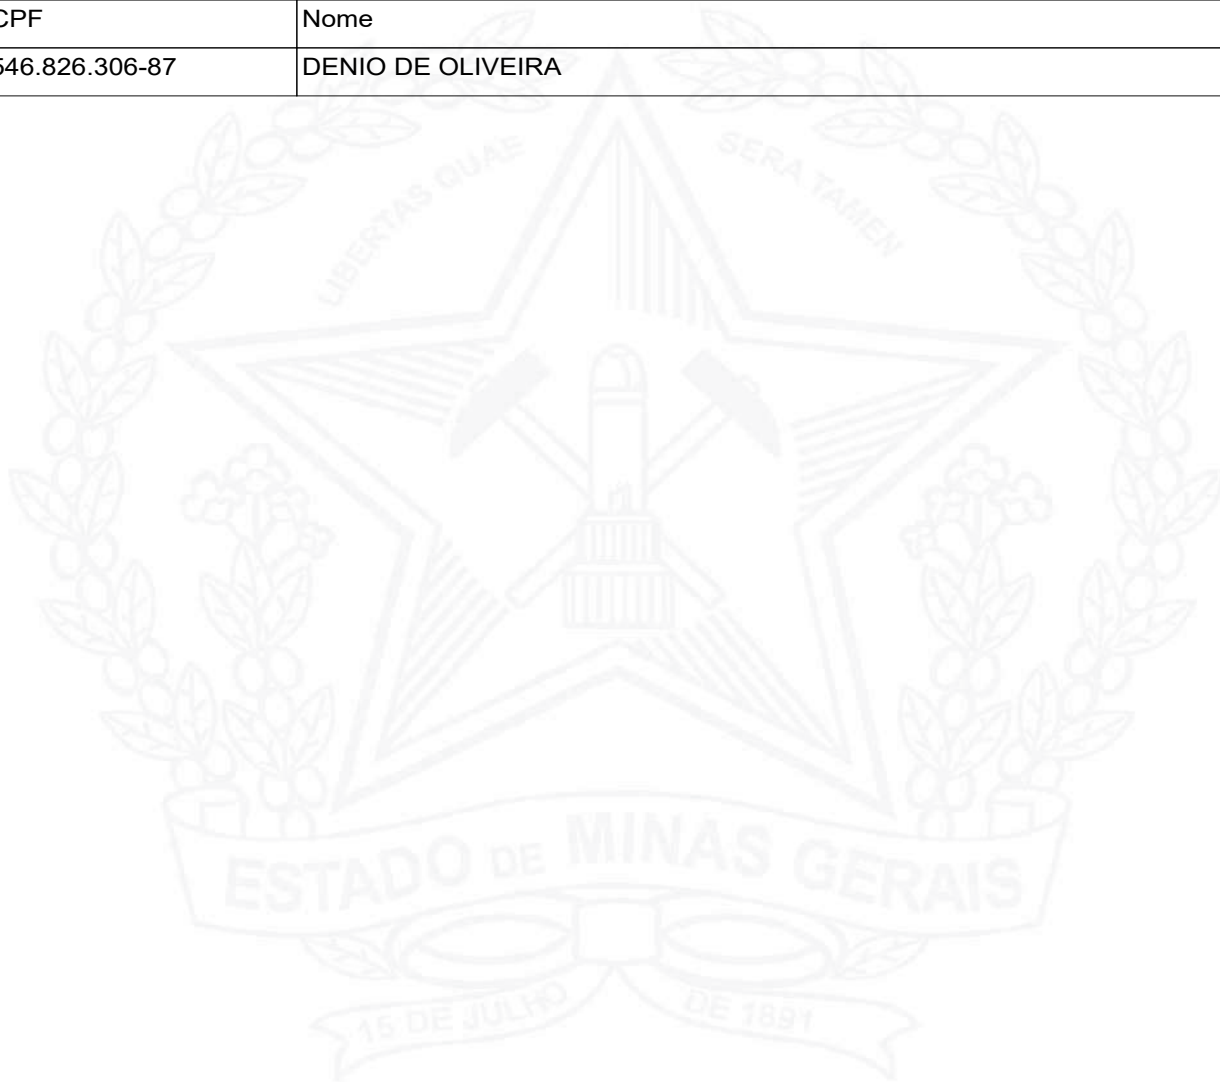 CPF Nome
546.826.306-87 DENIO DE OLIVEIRA
LIBERTAS QUAE SERA TAMEN
ESTADO DE MINAS GERAIS
15 DE JULHO DE 1891